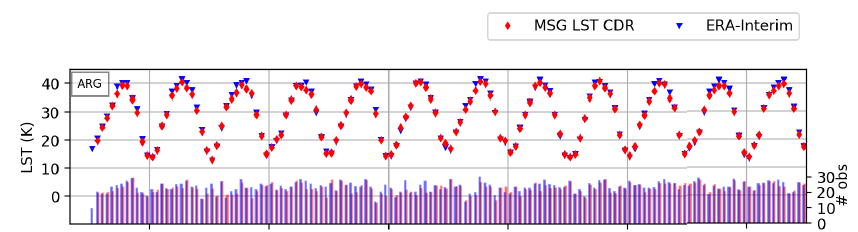 MSG LST CDR ERA-Interim
ARG
LST (K)
40
30
20
10
0
30
20
10
0
# obs